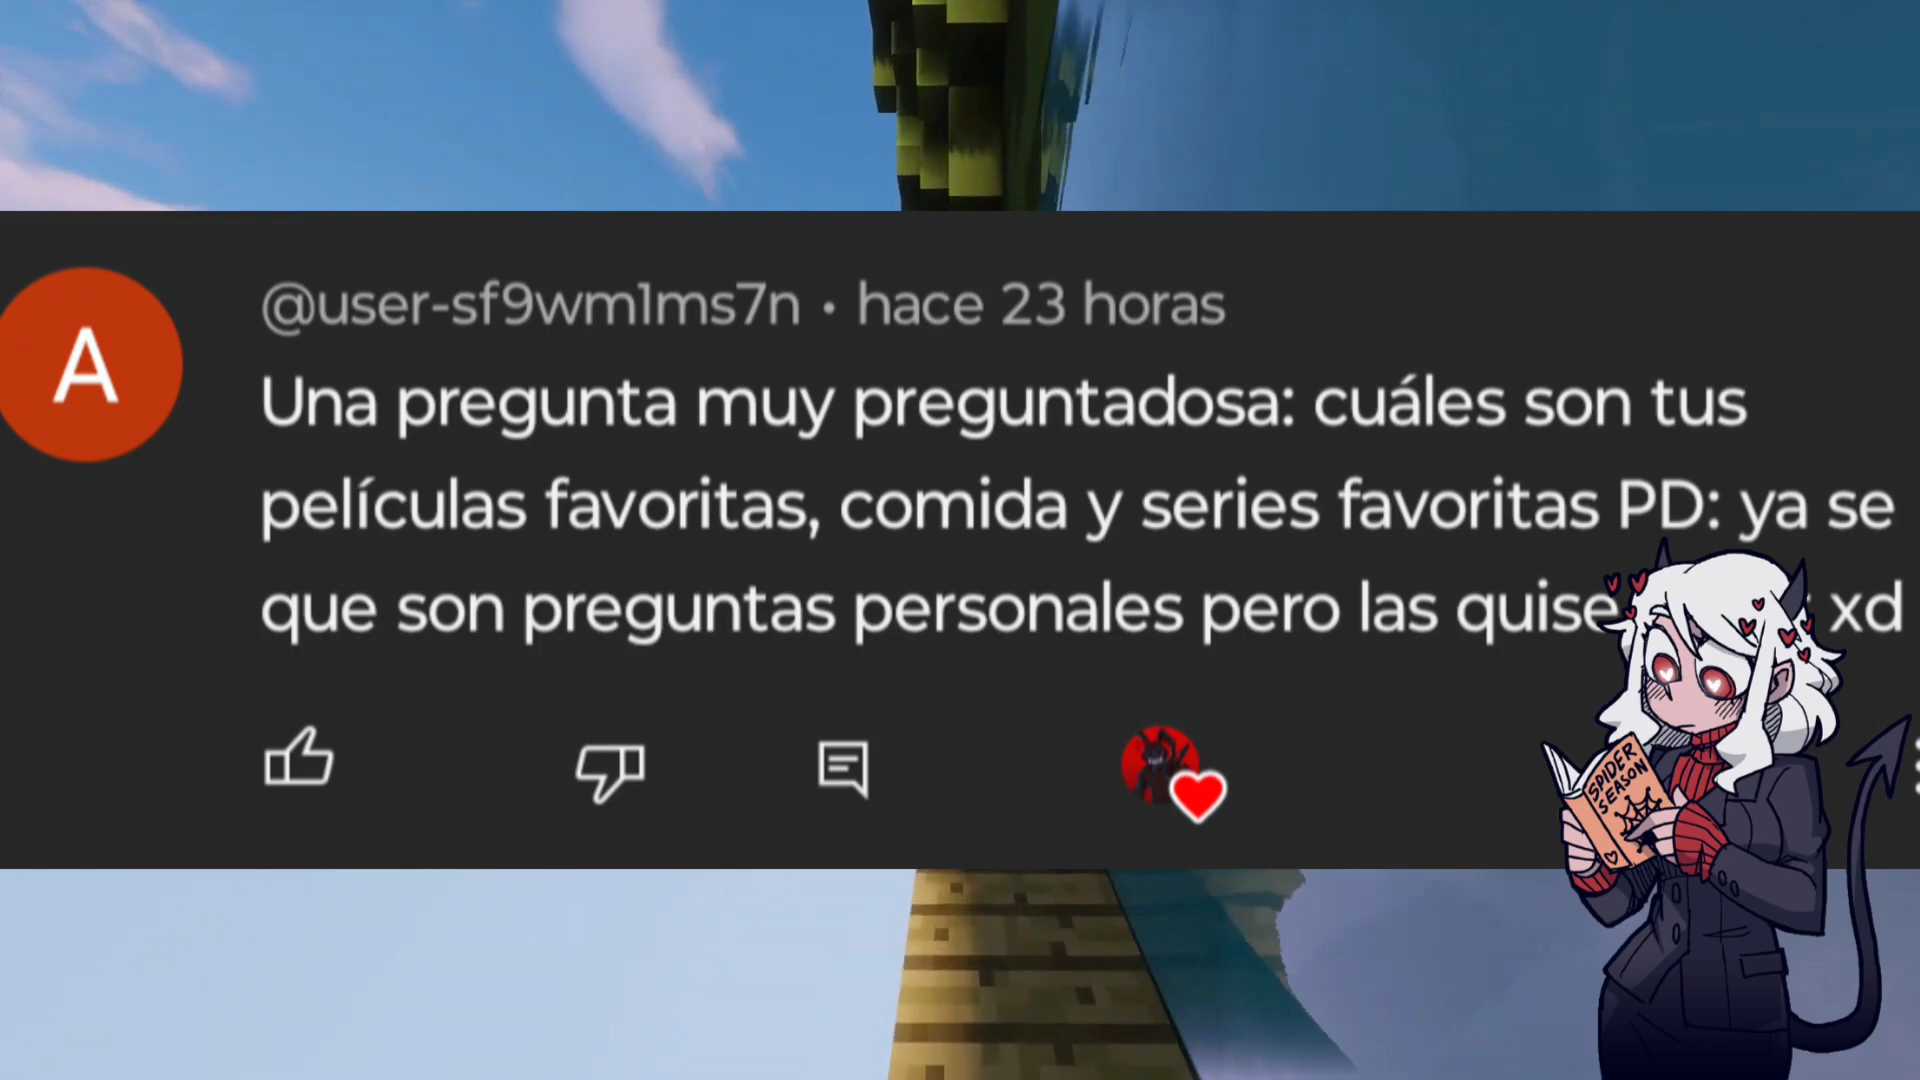 @user-sf9wm1ms7n • hace 23 horas
A
Una pregunta muy preguntadosa: cuáles son tus
películas favoritas, comida y series favoritas PD: ya se
que son preguntas personales pero las quise xd
SPIDER
SEASON